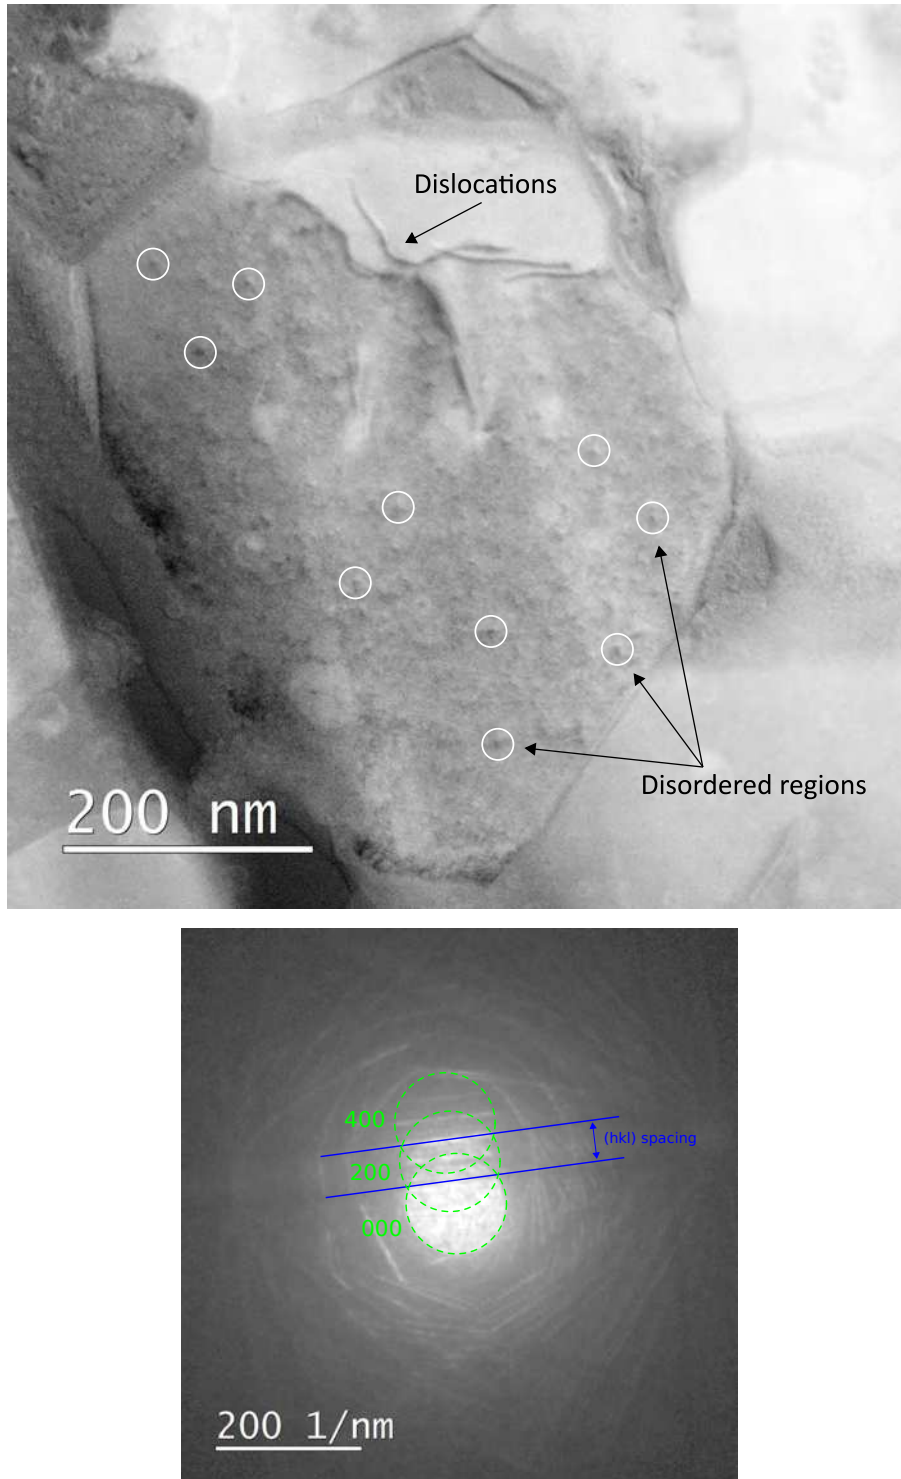 Dislocations
Disordered regions
200 nm
400
(hkl) spacing
200
000
200 1/nm